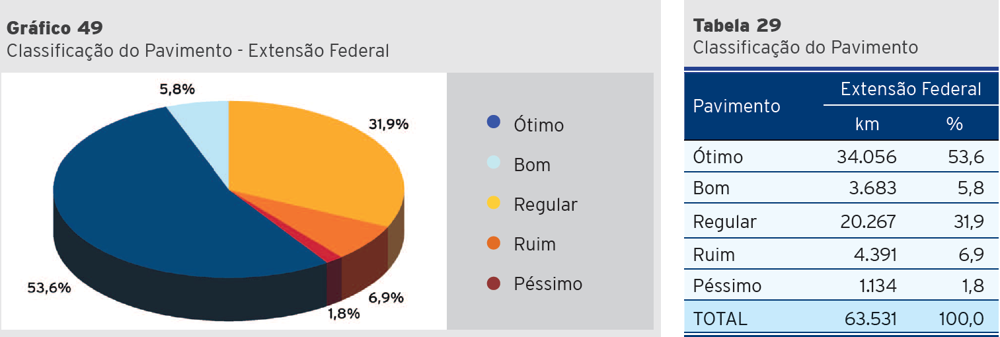 Gráfico 49
Classificação do Pavimento - Extensão Federal
5,8%
31,9%
53,6%
6,9%
1,8%
Ótimo
Bom
Regular
Ruim
Péssimo
Tabela 29
Classificação do Pavimento
Pavimento Extensão Federal
km %
Ótimo 34.056 53,6
Bom 3.683 5,8
Regular 20.267 31,9
Ruim 4.391 6,9
Péssimo 1.134 1,8
TOTAL 63.531 100,0